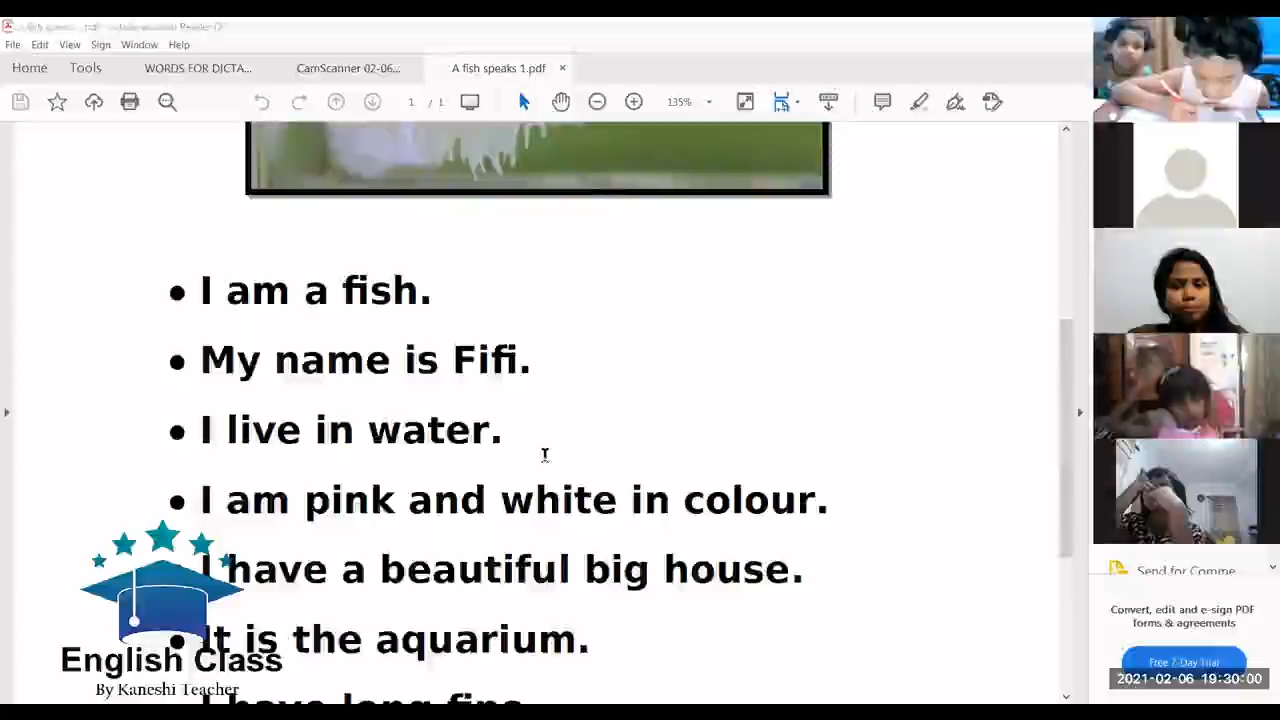 File Edit View Sign Window Help
Home Tools WORDS FOR DICTA... CamScanner 02-06... A fish speaks 1.pdf ×
1 / 1 135%
• I am a fish.
• My name is Fifi.
• I live in water.
• I am pink and white in colour.
• I have a beautiful big house.
• It is the aquarium.
I have long fins
English Class
By Kaneshi Teacher
Send for Comme
Convert, edit and e-sign PDF
forms & agreements
Free 7-Day Trial
2021-02-06 19:30:00